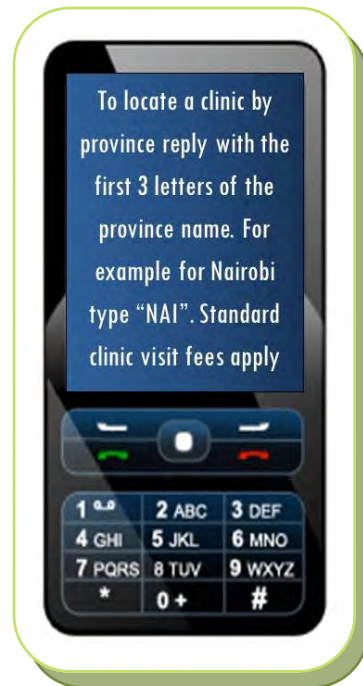 To locate a clinic by
province reply with the
first 3 letters of the
province name. For
example for Nairobi
type “NAI”. Standard
clinic visit fees apply
1 2 ABC 3 DEF
4 GHI 5 JKL 6 MNO
7 PQRS 8 TUV 9 WXYZ
* 0 + #